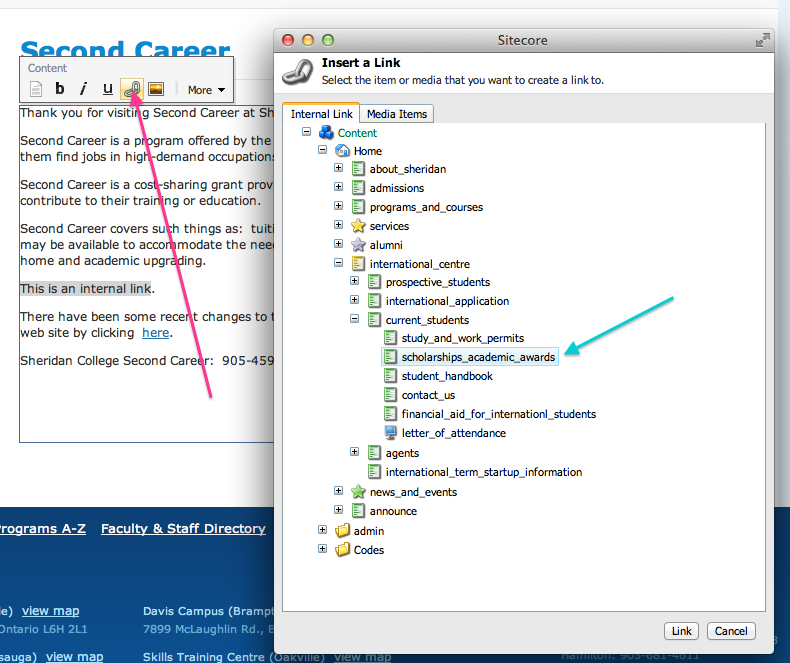 Second Career
Content
b i u More
Thank you for visiting Second Career at Sh
Second Career is a program offered by the
them find jobs in high-demand occupation
Second Career is a cost-sharing grant prov
contribute to their training or education.
Second Career covers such things as: tuiti
may be available to accommodate the nee
home and academic upgrading.
This is an internal link.
There have been some recent changes to t
web site by clicking here.
Sheridan College Second Career: 905-459
Sitecore
Insert a Link
Select the item or media that you want to create a link to.
Internal Link Media Items
Content
Home
about_sheridan
admissions
programs_and_courses
services
alumni
international_centre
prospective_students
international_application
current_students
study_and_work_permits
scholarships_academic_awards
student_handbook
contact_us
financial_aid_for_internationl_students
letter_of_attendance
agents
international_term_startup_information
news_and_events
announce
admin
Codes
Link Cancel
rograms A-Z Faculty & Staff Directory
le) view map Davis Campus (Brampt
Ontario L6H 2L1 7899 McLaughlin Rd., B
sauga) view map Skills Training Centre (Oakville) view map Hamilton: 905-681-4611